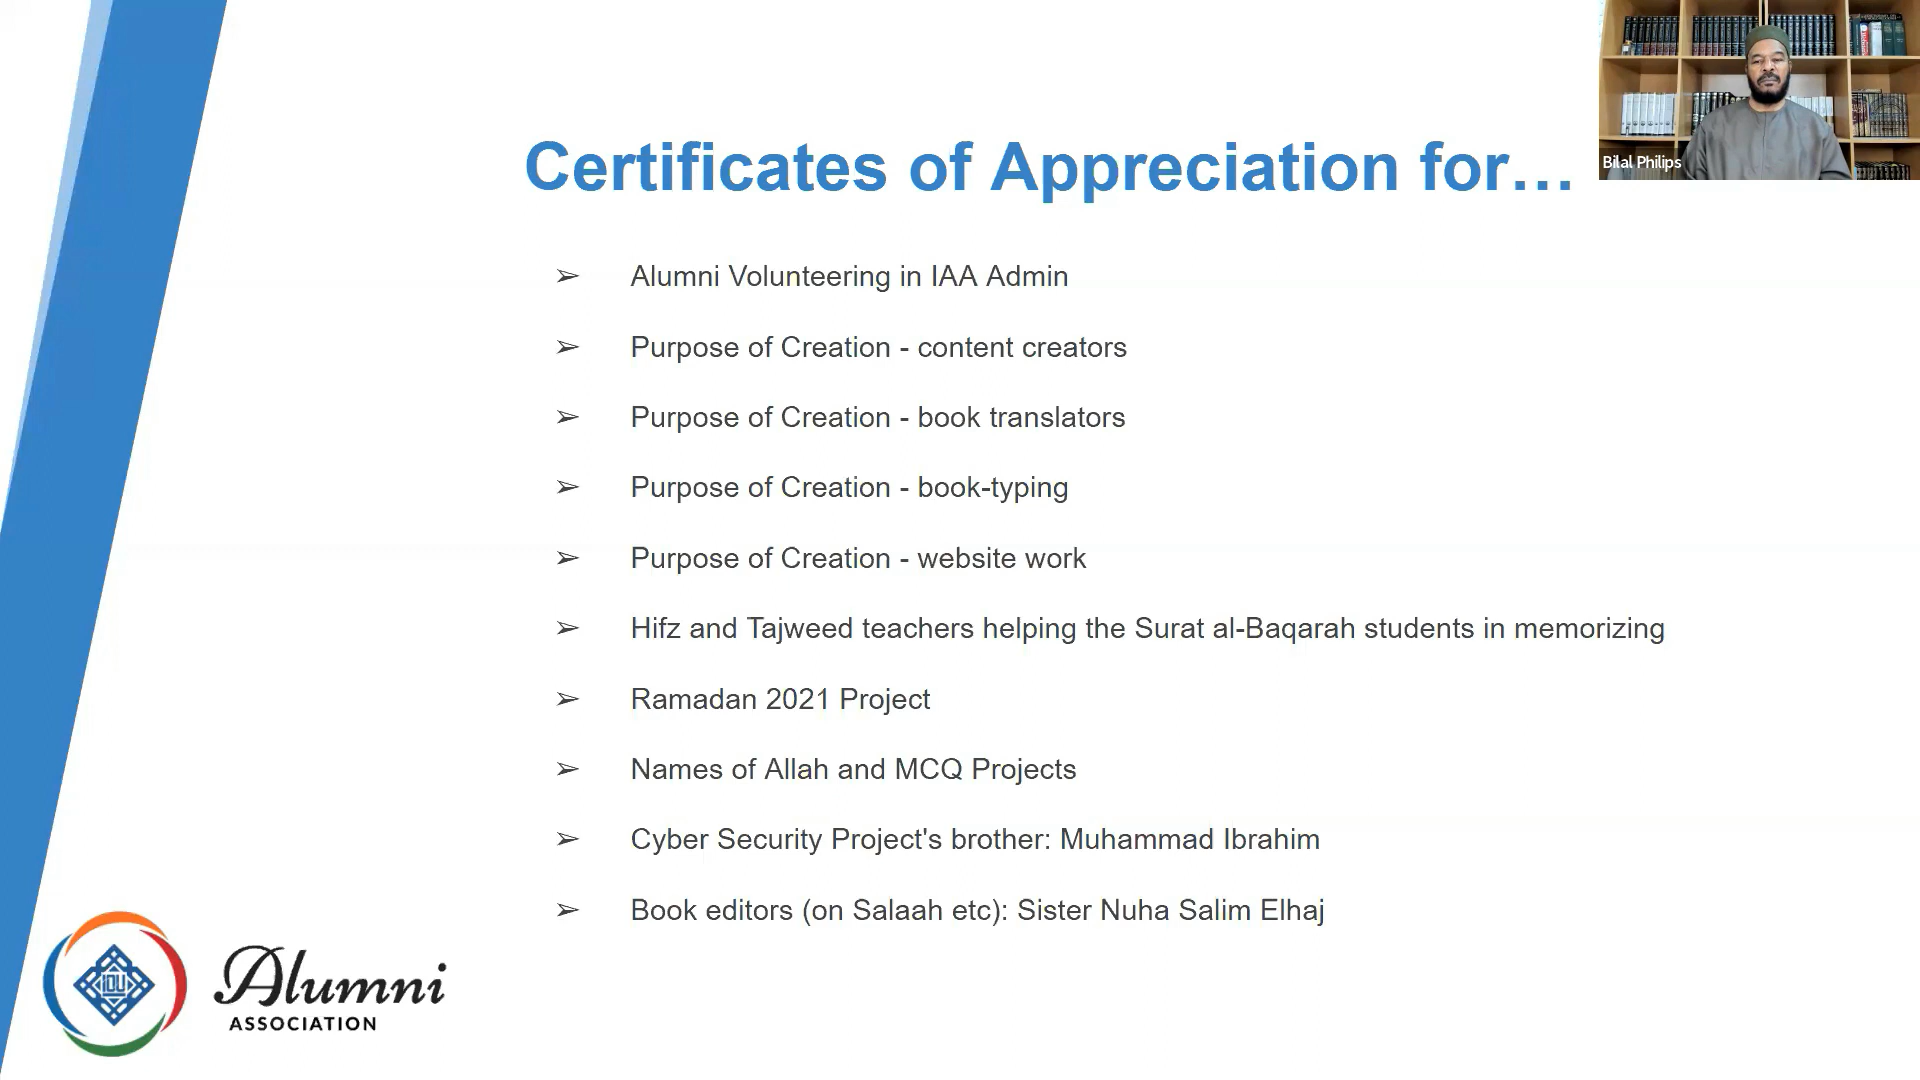 Certificates of Appreciation for…
Bilal Philips
➢ Alumni Volunteering in IAA Admin
➢ Purpose of Creation - content creators
➢ Purpose of Creation - book translators
➢ Purpose of Creation - book-typing
➢ Purpose of Creation - website work
➢ Hifz and Tajweed teachers helping the Surat al-Baqarah students in memorizing
➢ Ramadan 2021 Project
➢ Names of Allah and MCQ Projects
➢ Cyber Security Project's brother: Muhammad Ibrahim
➢ Book editors (on Salaah etc): Sister Nuha Salim Elhaj
IOU
Alumni
ASSOCIATION